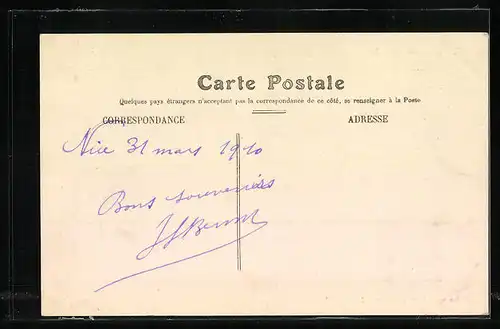 Carte Postale
Quelques pays étrangers n'acceptant pas la correspondance de ce côté, se renseigner à la Poste
CORRESPONDANCE
ADRESSE
Nice 31 mars 1910
Bons souvenirs